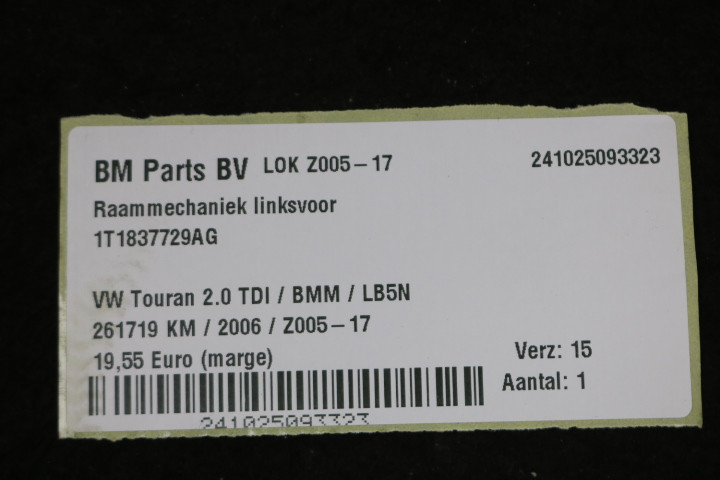 BM Parts BV LOK Z005-17 241025093323
Raammechaniek linksvoor
1T1837729AG
VW Touran 2.0 TDI / BMM / LB5N
261719 KM / 2006 / Z005-17
19,55 Euro (marge)
Verz: 15
Aantal: 1
241025093323